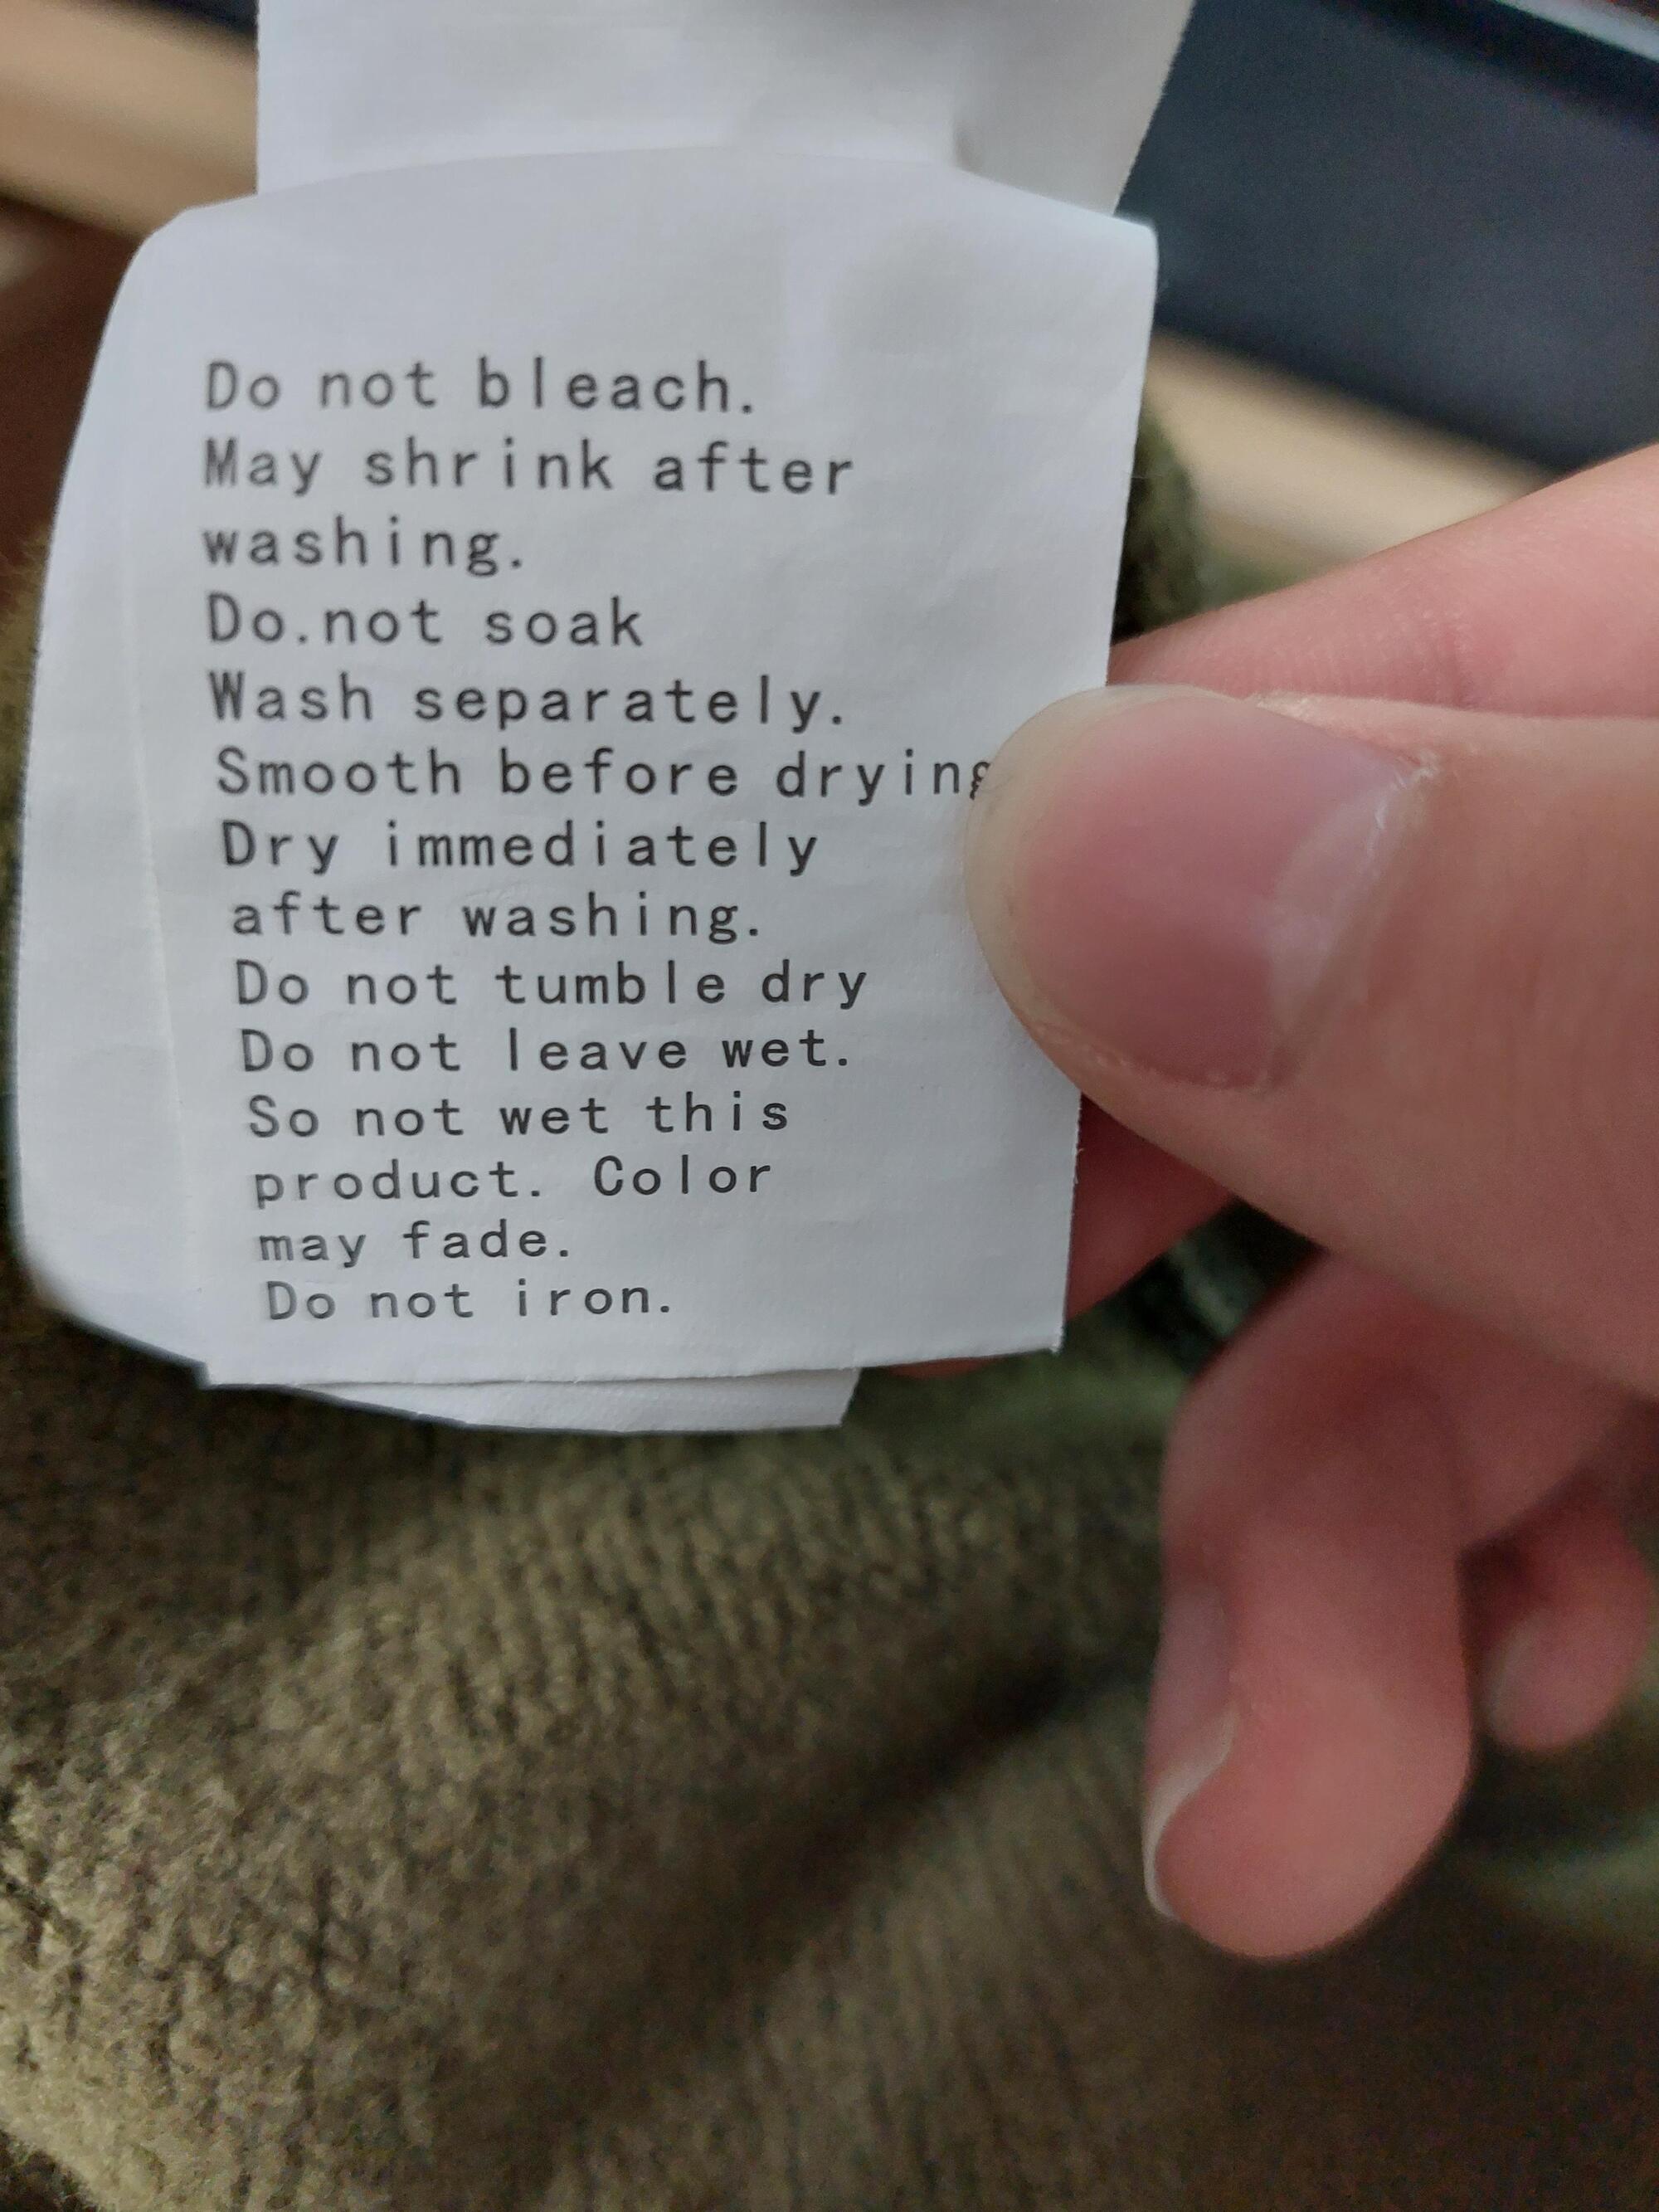 Do not bleach.
May shrink after
washing.
Do.not soak
Wash separately.
Smooth before drying
Dry immediately
after washing.
Do not tumble dry
Do not leave wet.
So not wet this
product. Color
may fade.
Do not iron.